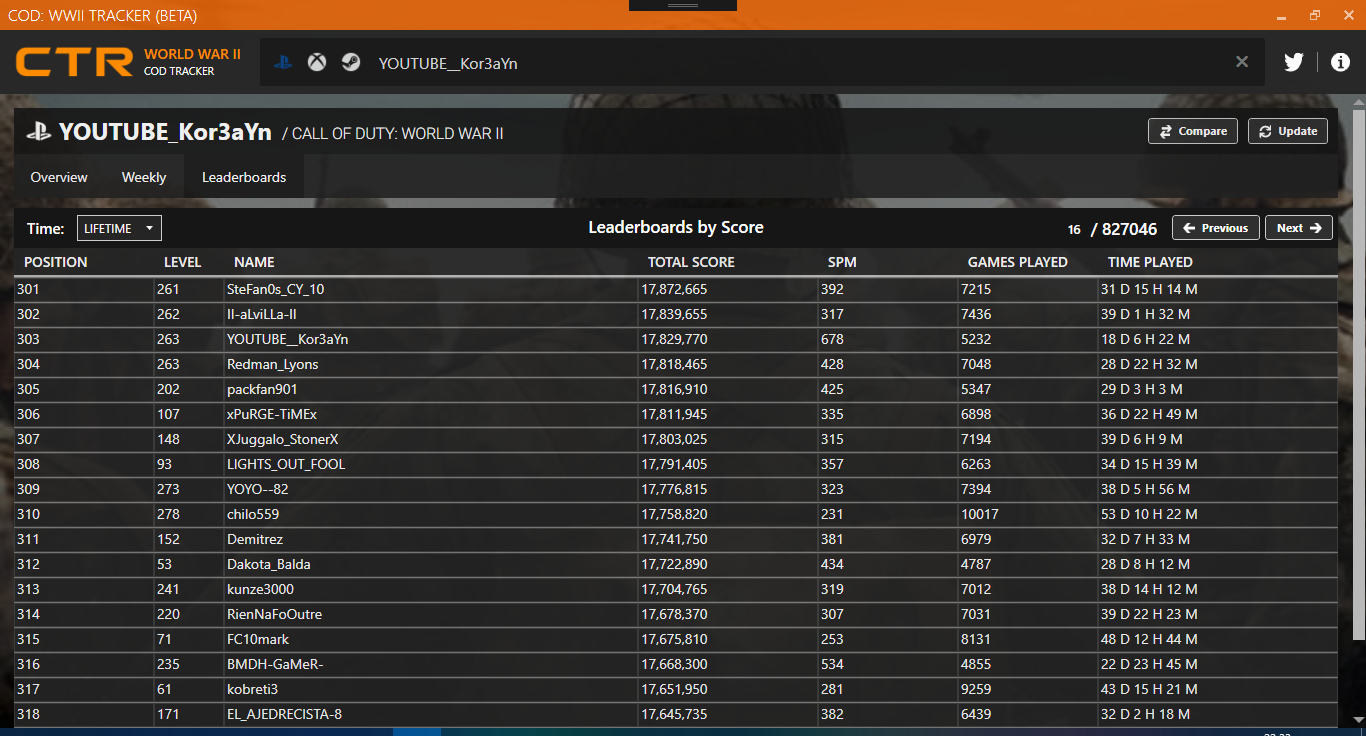 COD: WWII TRACKER (BETA)
CTR WORLD WAR II
COD TRACKER
YOUTUBE__Kor3aYn
YOUTUBE_Kor3aYn / CALL OF DUTY: WORLD WAR II
Compare Update
Overview Weekly Leaderboards
Time: LIFETIME Leaderboards by Score 16 / 827046 Previous Next
POSITION LEVEL NAME TOTAL SCORE SPM GAMES PLAYED TIME PLAYED
301 261 SteFan0s_CY_10 17,872,665 392 7215 31 D 15 H 14 M
302 262 II-aLviLLa-II 17,839,655 317 7436 39 D 1 H 32 M
303 263 YOUTUBE__Kor3aYn 17,829,770 678 5232 18 D 6 H 22 M
304 263 Redman_Lyons 17,818,465 428 7048 28 D 22 H 32 M
305 202 packfan901 17,816,910 425 5347 29 D 3 H 3 M
306 107 xPuRGE-TiMEx 17,811,945 335 6898 36 D 22 H 49 M
307 148 XJuggalo_StonerX 17,803,025 315 7194 39 D 6 H 9 M
308 93 LIGHTS_OUT_FOOL 17,791,405 357 6263 34 D 15 H 39 M
309 273 YOYO--82 17,776,815 323 7394 38 D 5 H 56 M
310 278 chilo559 17,758,820 231 10017 53 D 10 H 22 M
311 152 Demitrez 17,741,750 381 6979 32 D 7 H 33 M
312 53 Dakota_Balda 17,722,890 434 4787 28 D 8 H 12 M
313 241 kunze3000 17,704,765 319 7012 38 D 14 H 12 M
314 220 RienNaFoOutre 17,678,370 307 7031 39 D 22 H 23 M
315 71 FC10mark 17,675,810 253 8131 48 D 12 H 44 M
316 235 BMDH-GaMeR- 17,668,300 534 4855 22 D 23 H 45 M
317 61 kobreti3 17,651,950 281 9259 43 D 15 H 21 M
318 171 EL_AJEDRECISTA-8 17,645,735 382 6439 32 D 2 H 18 M